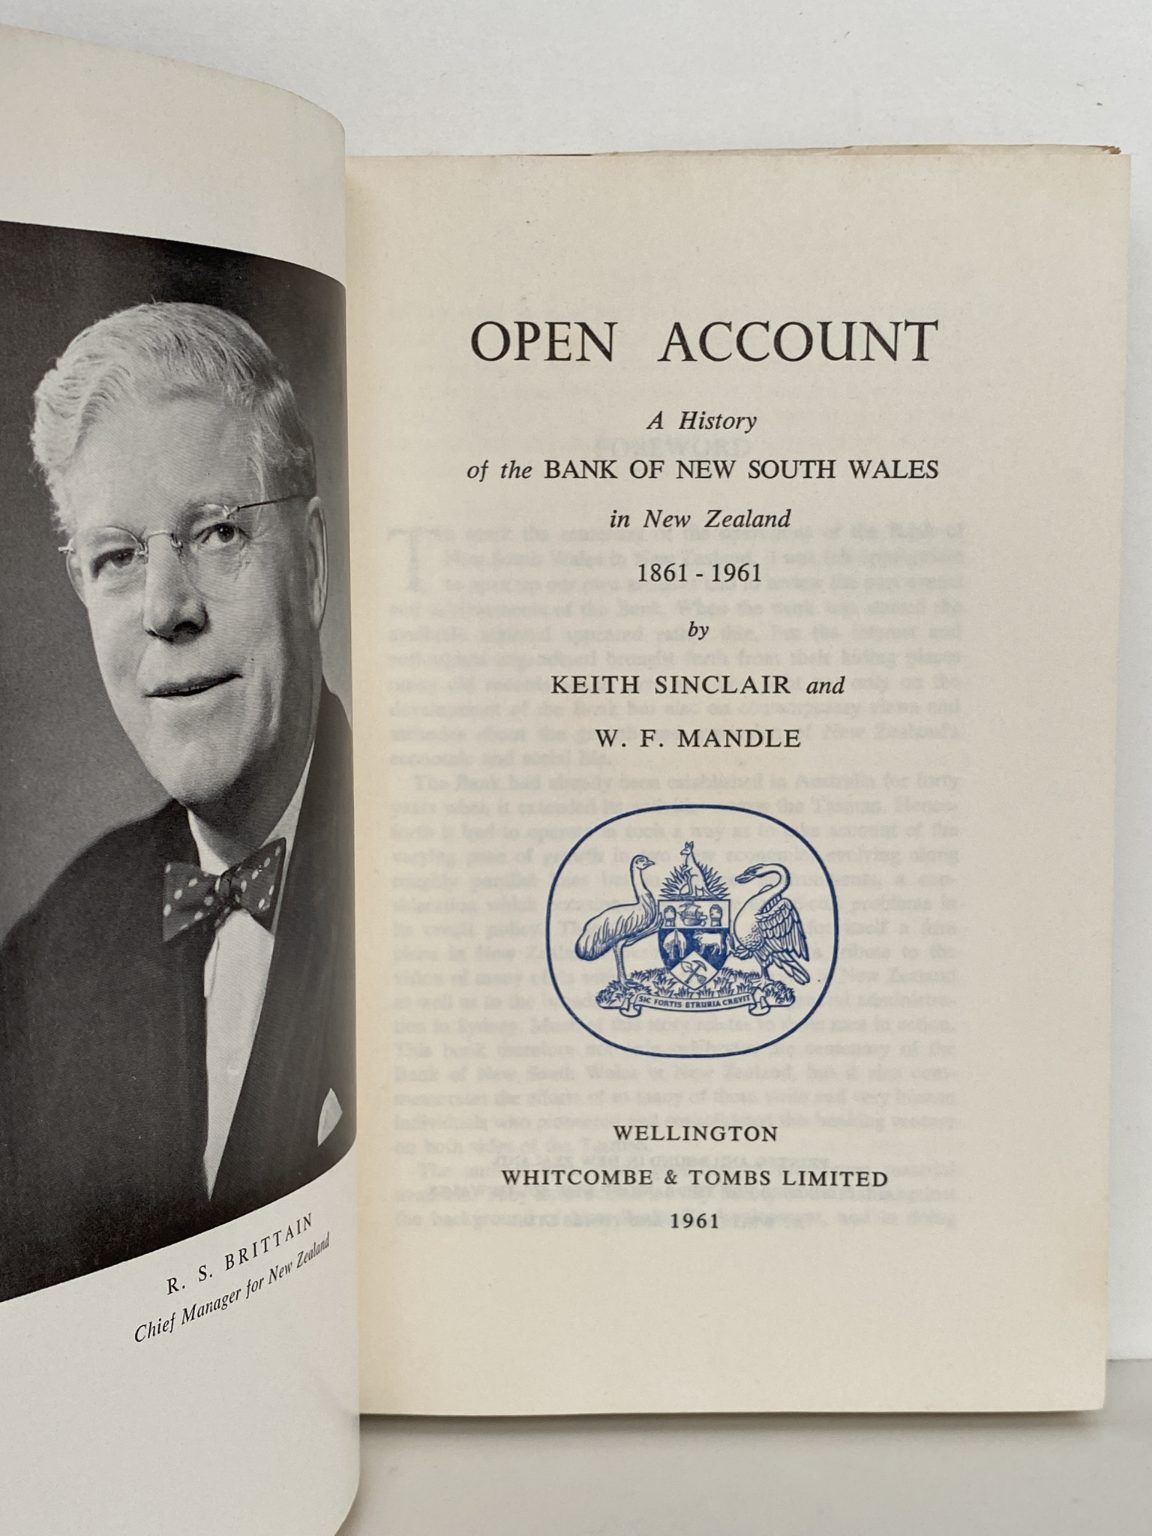 R. S. BRITTAIN
Chief Manager for New Zealand
OPEN ACCOUNT
A History
of the BANK OF NEW SOUTH WALES
in New Zealand
1861 - 1961
by
KEITH SINCLAIR and
W. F. MANDLE
SIC FORTIS ETRURIA CREVIT
WELLINGTON
WHITCOMBE & TOMBS LIMITED
1961